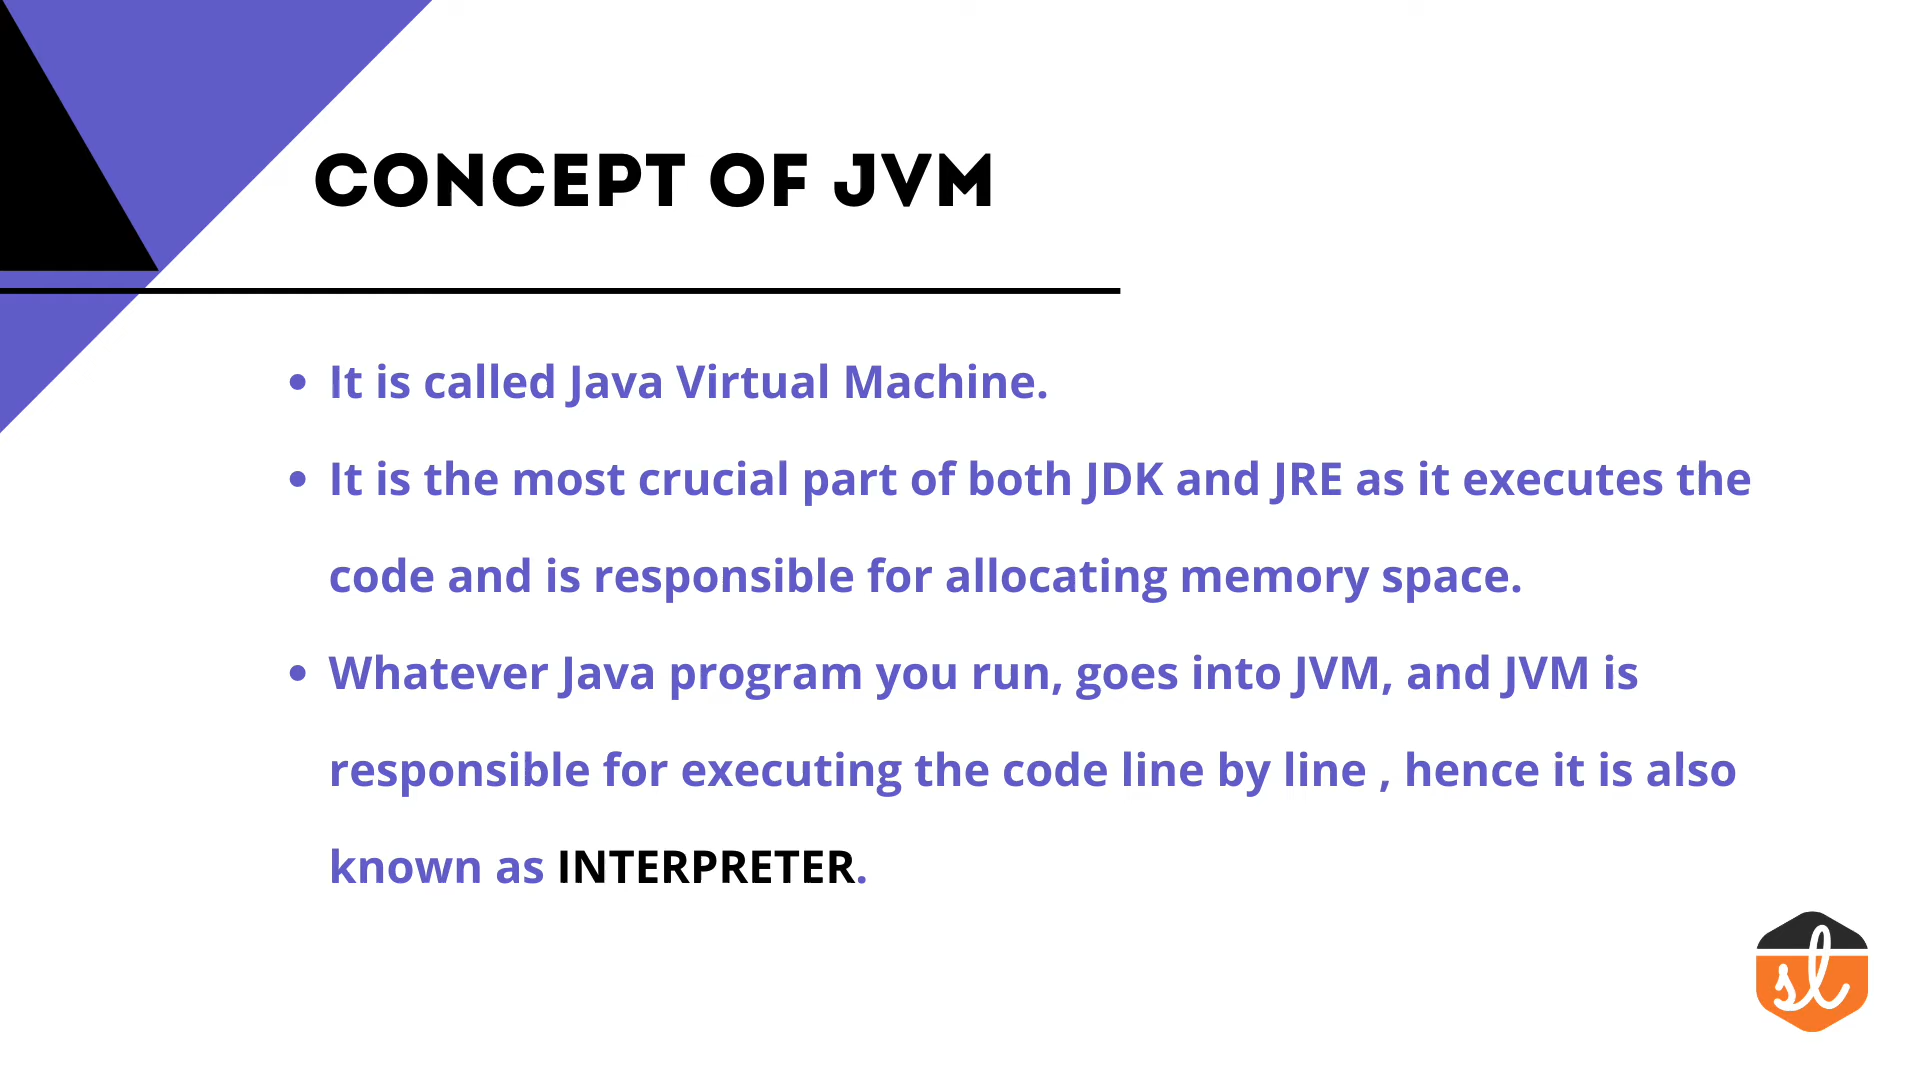 CONCEPT OF JVM
• It is called Java Virtual Machine.
• It is the most crucial part of both JDK and JRE as it executes the
code and is responsible for allocating memory space.
• Whatever Java program you run, goes into JVM, and JVM is
responsible for executing the code line by line , hence it is also
known as INTERPRETER.
sl